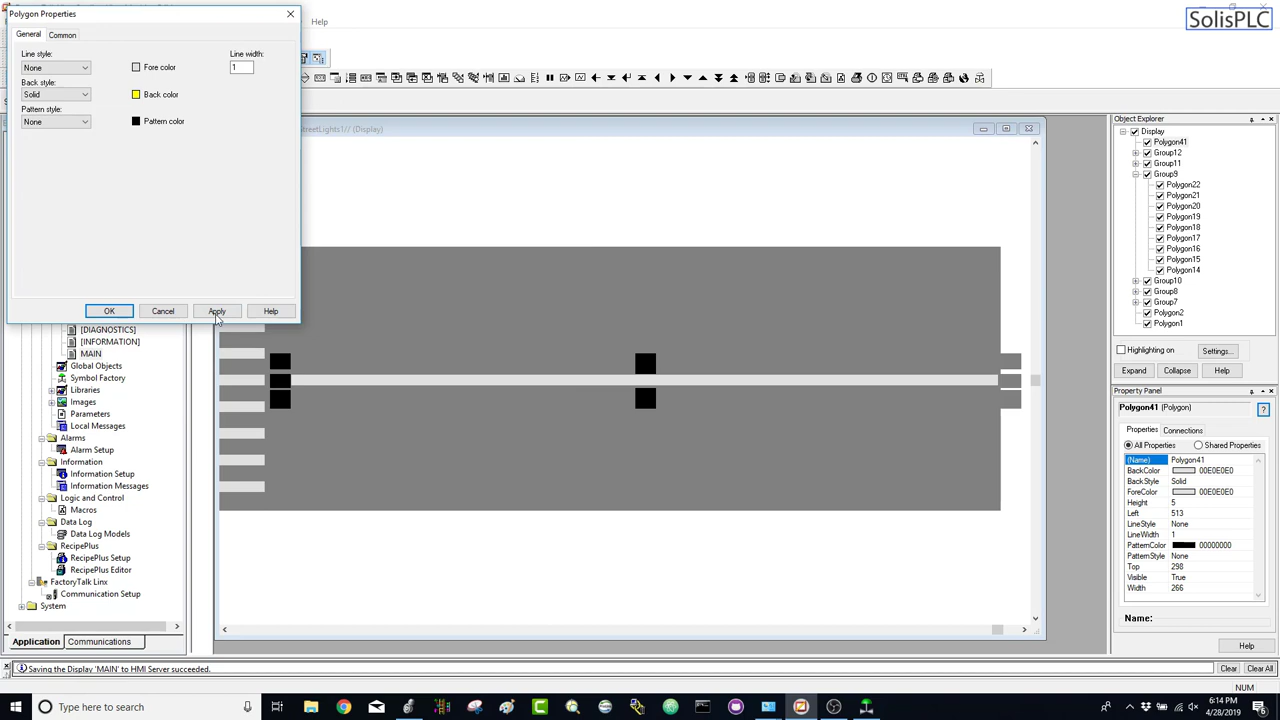 Polygon Properties
SolisPLC
Help
General
Common
Line style:
Line width:
None
Fore color
1
Back style:
Solid
Back color
Pattern style:
None
Pattern color
OK
Cancel
Apply
Help
treetLights1// (Display)
[DIAGNOSTICS]
[INFORMATION]
MAIN
Global Objects
Symbol Factory
Libraries
Images
Parameters
Local Messages
Alarms
Alarm Setup
Information
Information Setup
Information Messages
Logic and Control
Macros
Data Log
Data Log Models
RecipePlus
RecipePlus Setup
RecipePlus Editor
FactoryTalk Linx
Communication Setup
System
Application
Communications
Object Explorer
Display
Polygon41
Group12
Group11
Group9
Polygon22
Polygon21
Polygon20
Polygon19
Polygon18
Polygon17
Polygon16
Polygon15
Polygon14
Group10
Group8
Group7
Polygon2
Polygon1
Highlighting on
Settings...
Expand
Collapse
Help
Property Panel
Polygon41 (Polygon)
?
Properties
Connections
All Properties
Shared Properties
(Name) Polygon41
BackColor 00E0E0E0
BackStyle Solid
ForeColor 00E0E0E0
Height 5
Left 513
LineStyle None
LineWidth 1
PatternColor 00000000
PatternStyle None
Top 298
Visible True
Width 266
Name:
Help
Saving the Display 'MAIN' to HMI Server succeeded.
Clear
Clear All
NUM
Type here to search
6:14 PM
4/28/2019